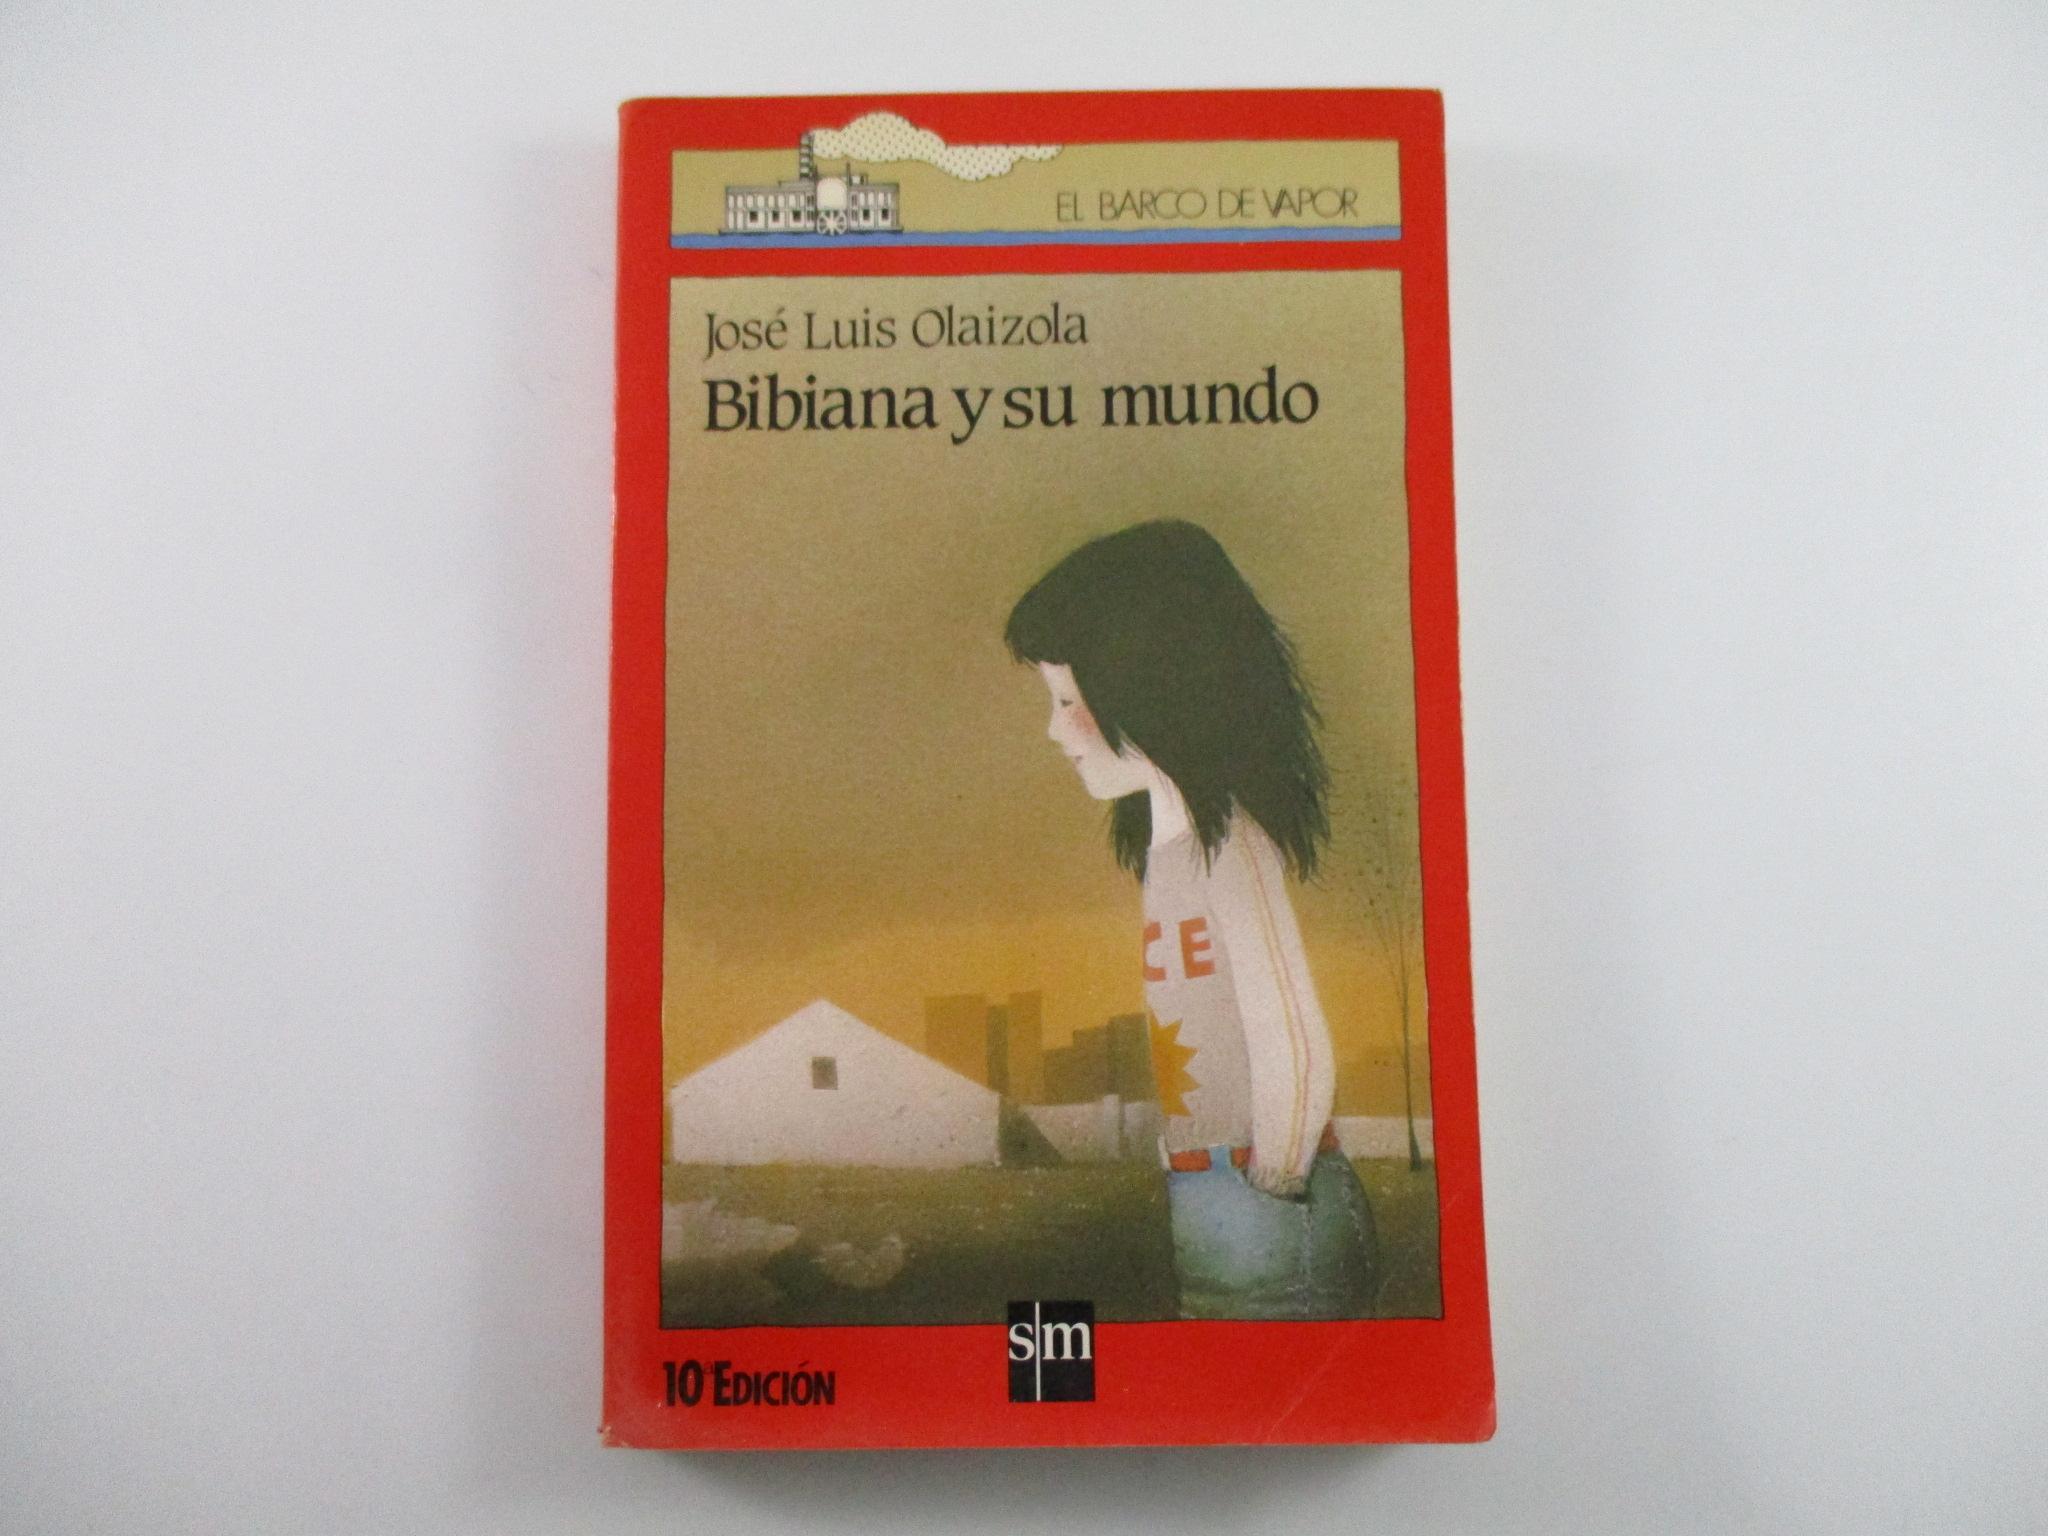 EL BARCO DE VAPOR
José Luis Olaizola
Bibiana y su mundo
CE
sm
10ª EDICIÓN